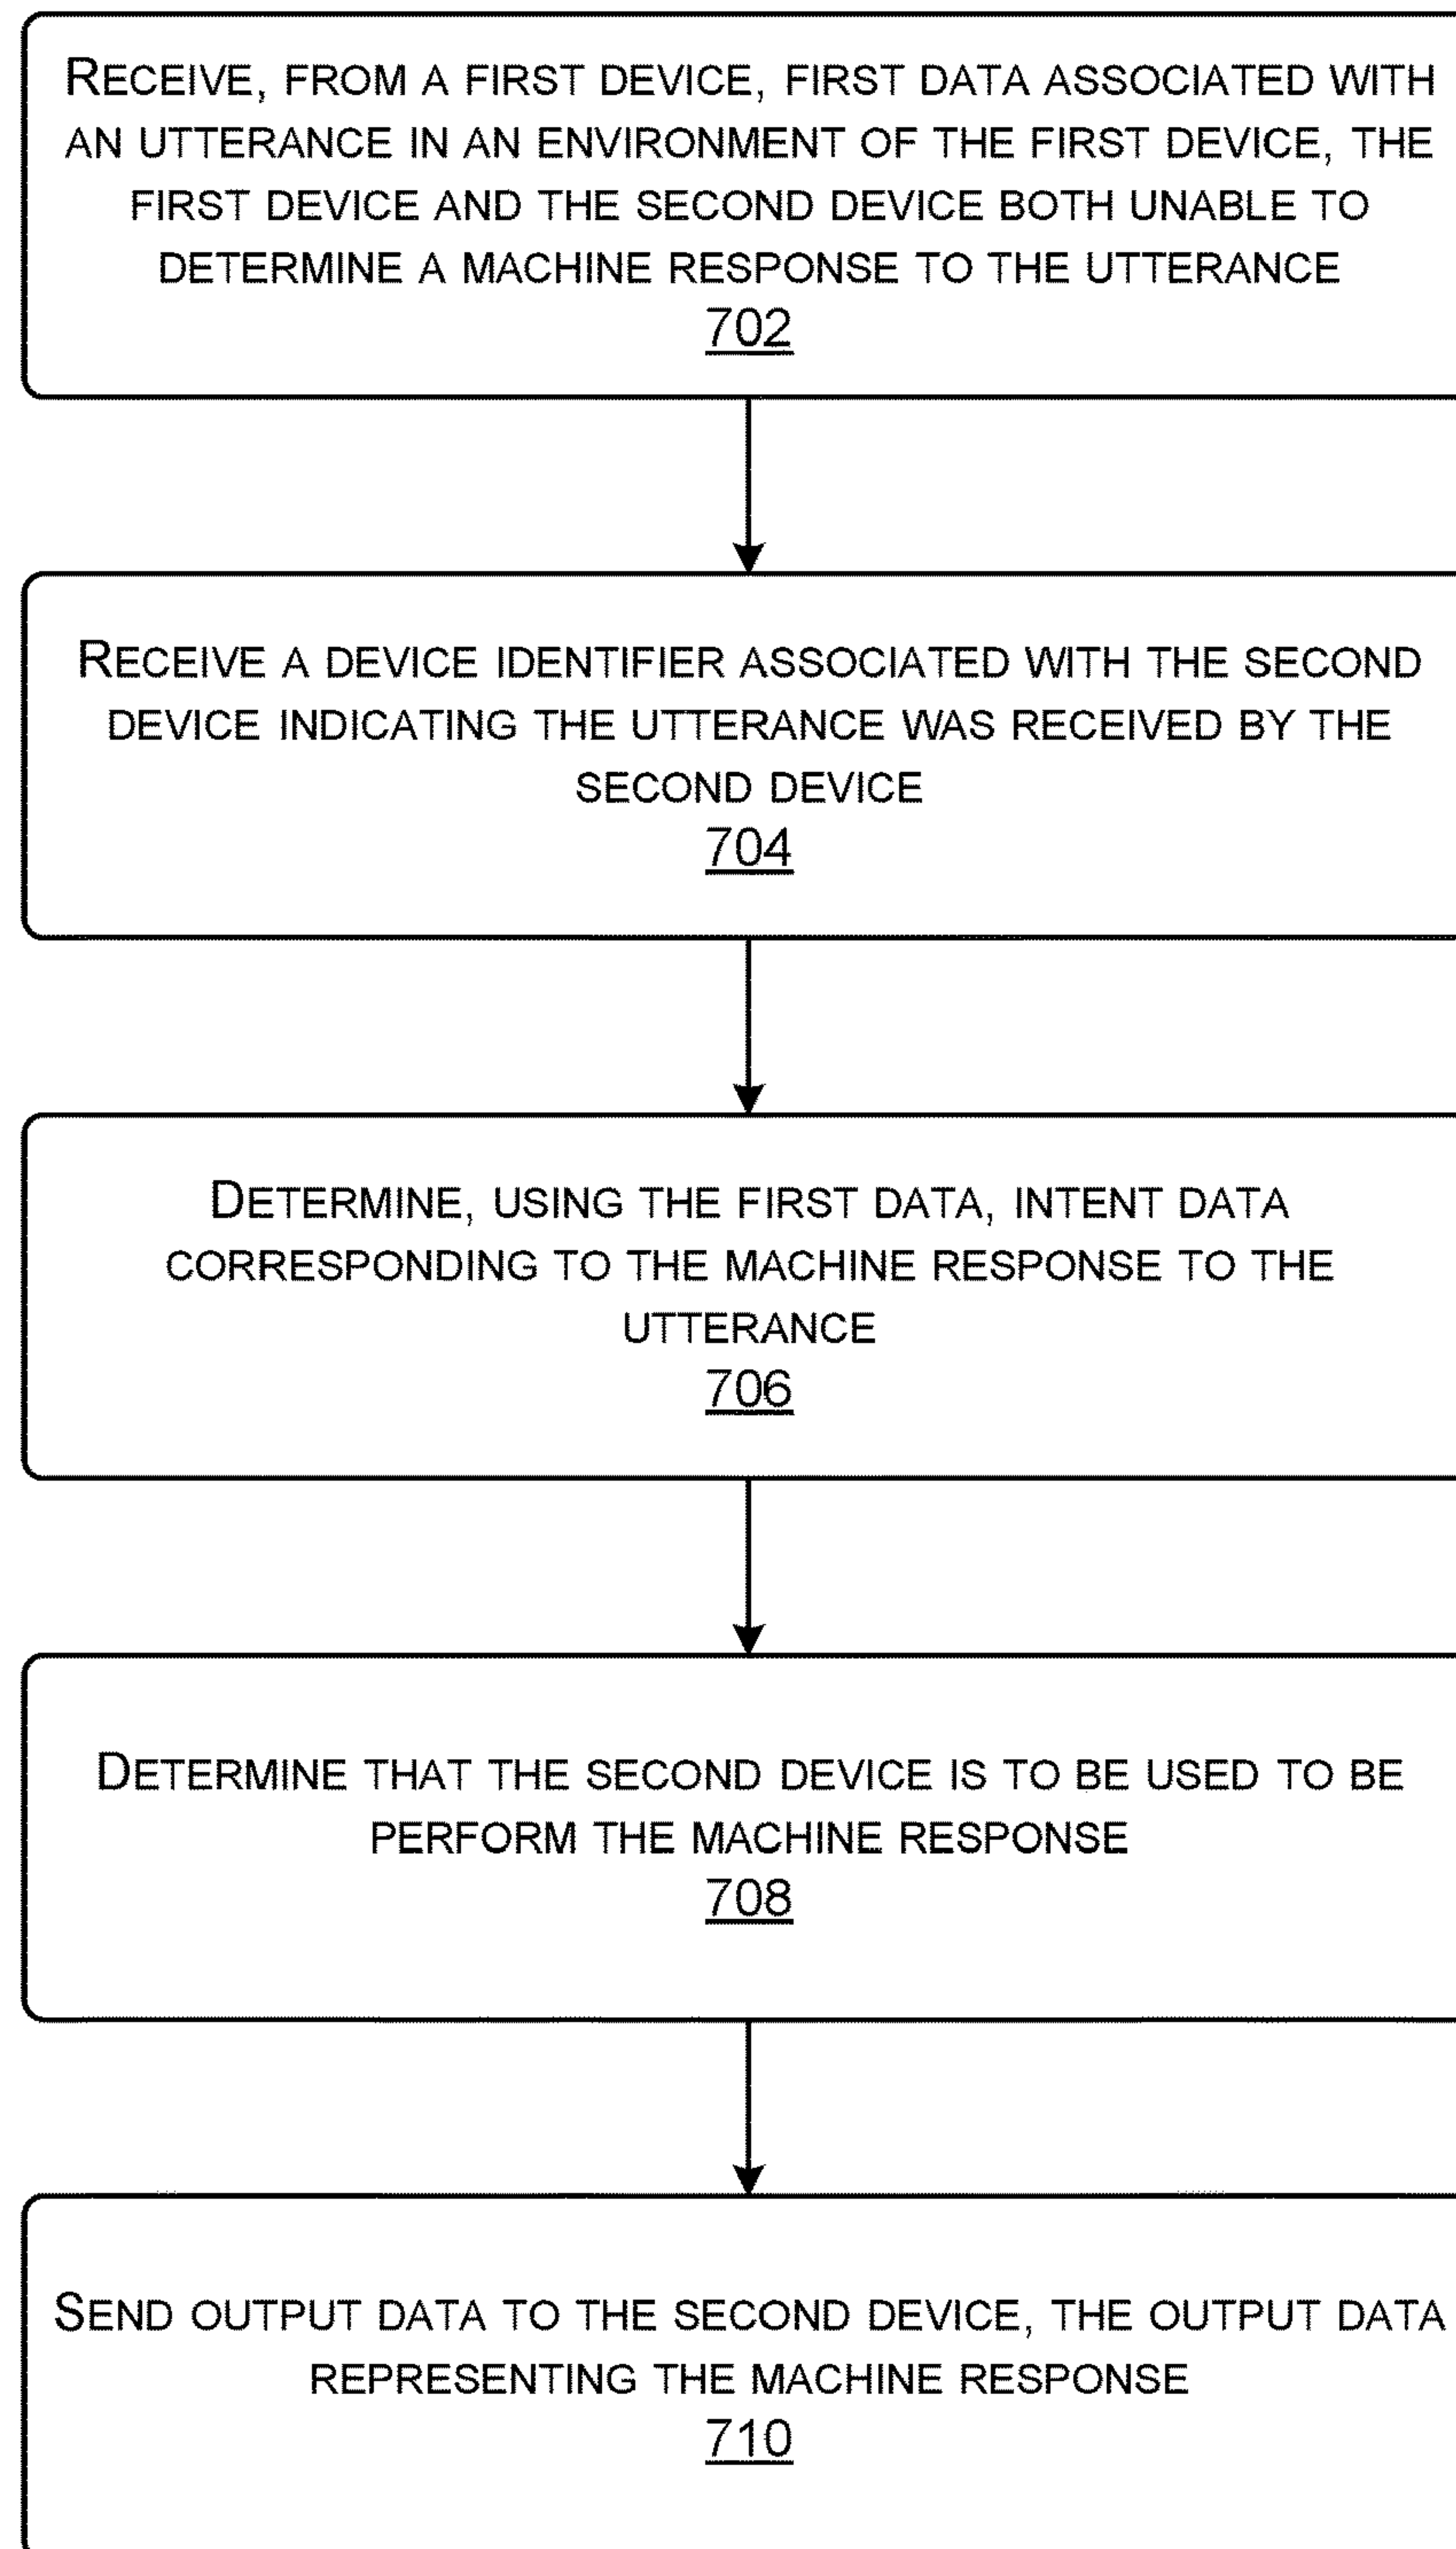 RECEIVE, FROM A FIRST DEVICE, FIRST DATA ASSOCIATED WITH
AN UTTERANCE IN AN ENVIRONMENT OF THE FIRST DEVICE, THE
FIRST DEVICE AND THE SECOND DEVICE BOTH UNABLE TO
DETERMINE A MACHINE RESPONSE TO THE UTTERANCE
702
RECEIVE A DEVICE IDENTIFIER ASSOCIATED WITH THE SECOND
DEVICE INDICATING THE UTTERANCE WAS RECEIVED BY THE
SECOND DEVICE
704
DETERMINE, USING THE FIRST DATA, INTENT DATA
CORRESPONDING TO THE MACHINE RESPONSE TO THE
UTTERANCE
706
DETERMINE THAT THE SECOND DEVICE IS TO BE USED TO BE
PERFORM THE MACHINE RESPONSE
708
SEND OUTPUT DATA TO THE SECOND DEVICE, THE OUTPUT DATA
REPRESENTING THE MACHINE RESPONSE
710